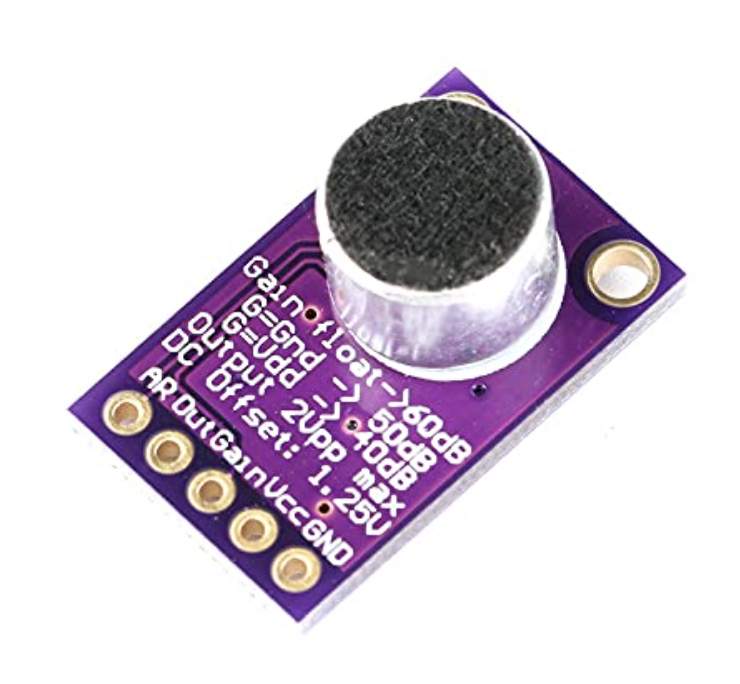 Gain float->60dB
G=Gnd -> 50dB
G=Vdd -> 40dB
Output 2Vpp max
DC Offset: 1.25V
AR Out Gain Vcc GND